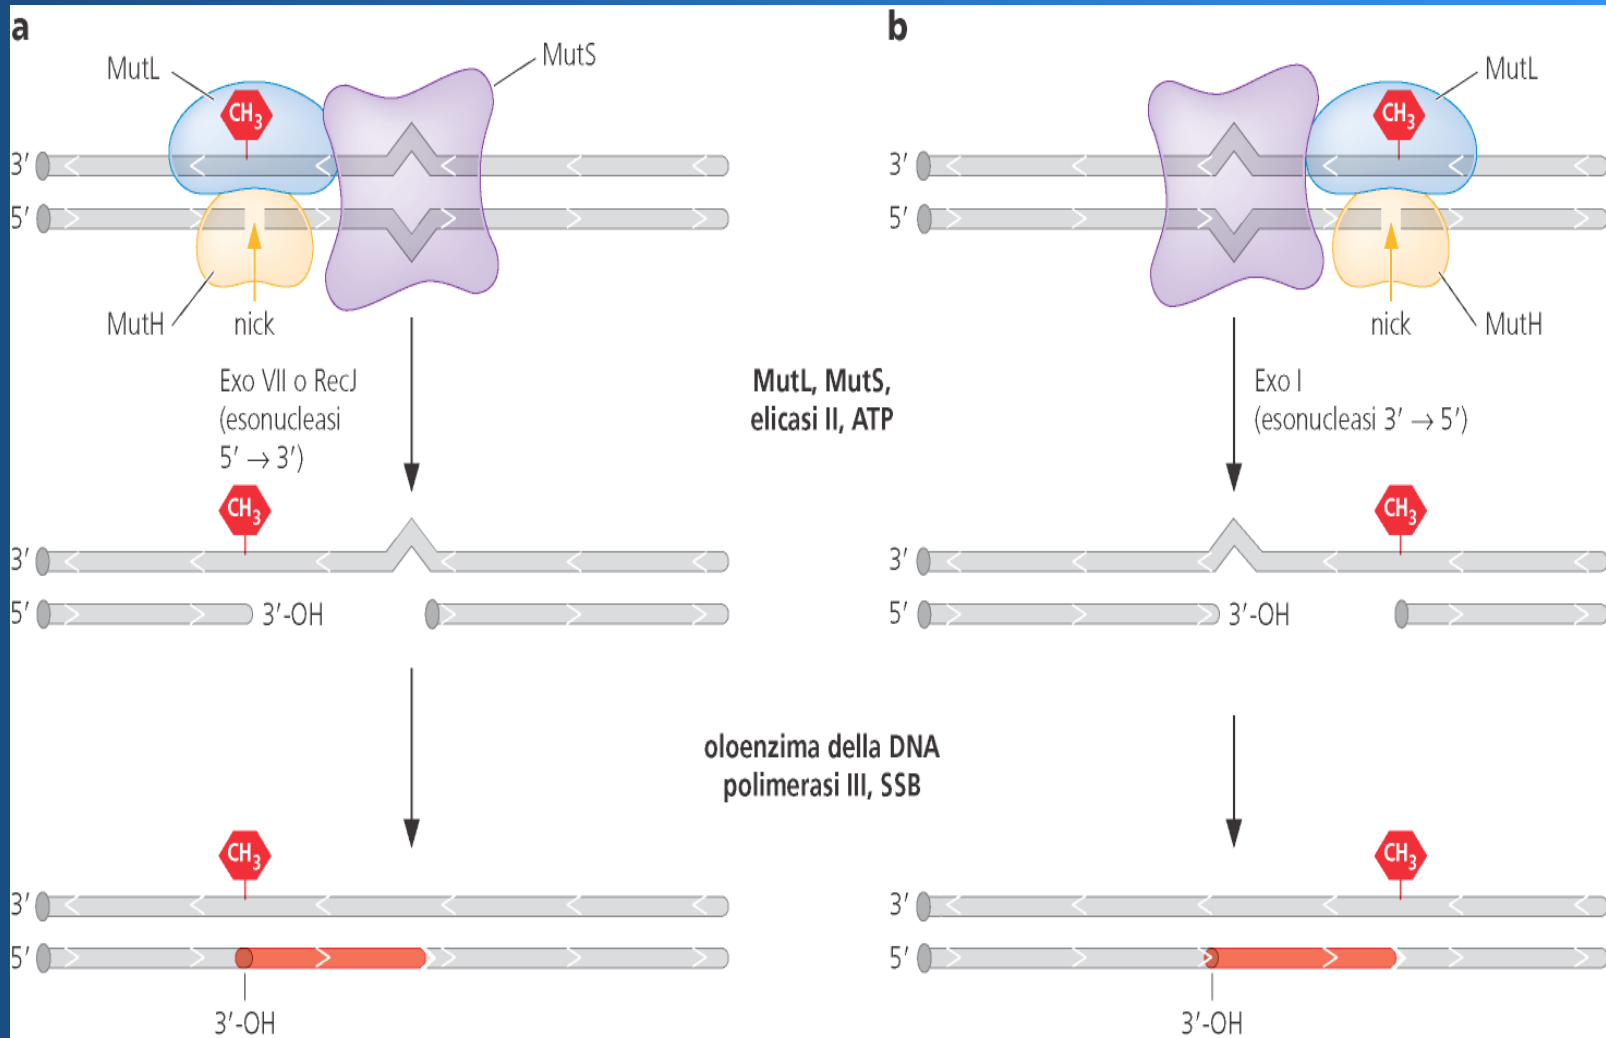 a
MutL
MutS
CH3
3'
5'
MutH
nick
Exo VII o RecJ
(esonucleasi
5' → 3')
b
MutL
CH3
nick
MutH
Exo I
(esonucleasi 3' → 5')
MutL, MutS,
elicasi II, ATP
CH3
3'
5'
3'-OH
CH3
3'
5'
3'-OH
oloenzima della DNA
polimerasi III, SSB
CH3
3'
5'
3'-OH
CH3
3'
5'
3'-OH
3'
5'